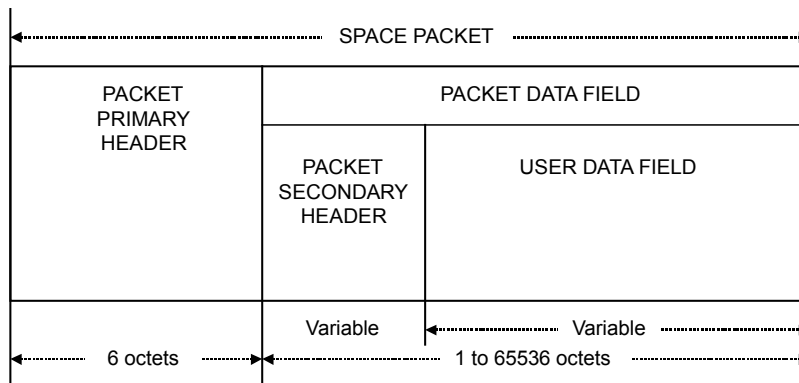 SPACE PACKET
PACKET
PRIMARY
HEADER
PACKET DATA FIELD
PACKET
SECONDARY
HEADER
USER DATA FIELD
Variable
Variable
6 octets
1 to 65536 octets